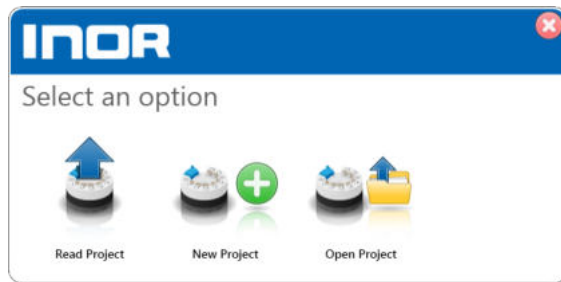 INOR
Select an option
Read Project
New Project
Open Project